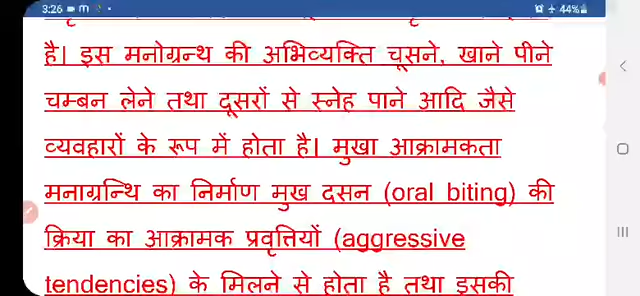 3:26
44%
है। इस मनोग्रन्थ की अभिव्यक्ति चूसने, खाने पीने
चम्बन लेने तथा दूसरों से स्नेह पाने आदि जैसे
व्यवहारों के रूप में होता है। मुखा आक्रामकता
मनाग्रन्थि का निर्माण मुख दसन (oral biting) की
क्रिया का आक्रामक प्रवृत्तियों (aggressive
tendencies) के मिलने से होता है तथा इसकी